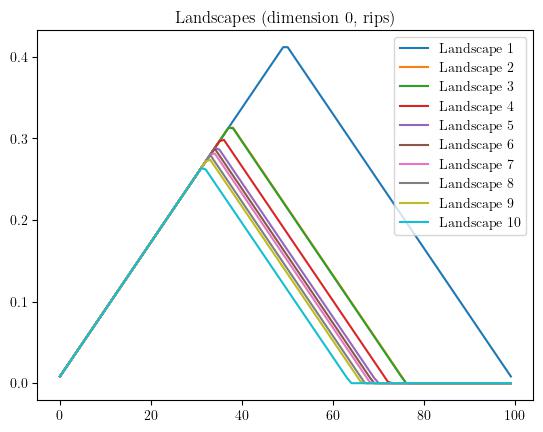 Landscapes (dimension 0, rips)
0.4
0.3
0.2
0.1
0.0
0
20
40
60
80
100
Landscape 1
Landscape 2
Landscape 3
Landscape 4
Landscape 5
Landscape 6
Landscape 7
Landscape 8
Landscape 9
Landscape 10